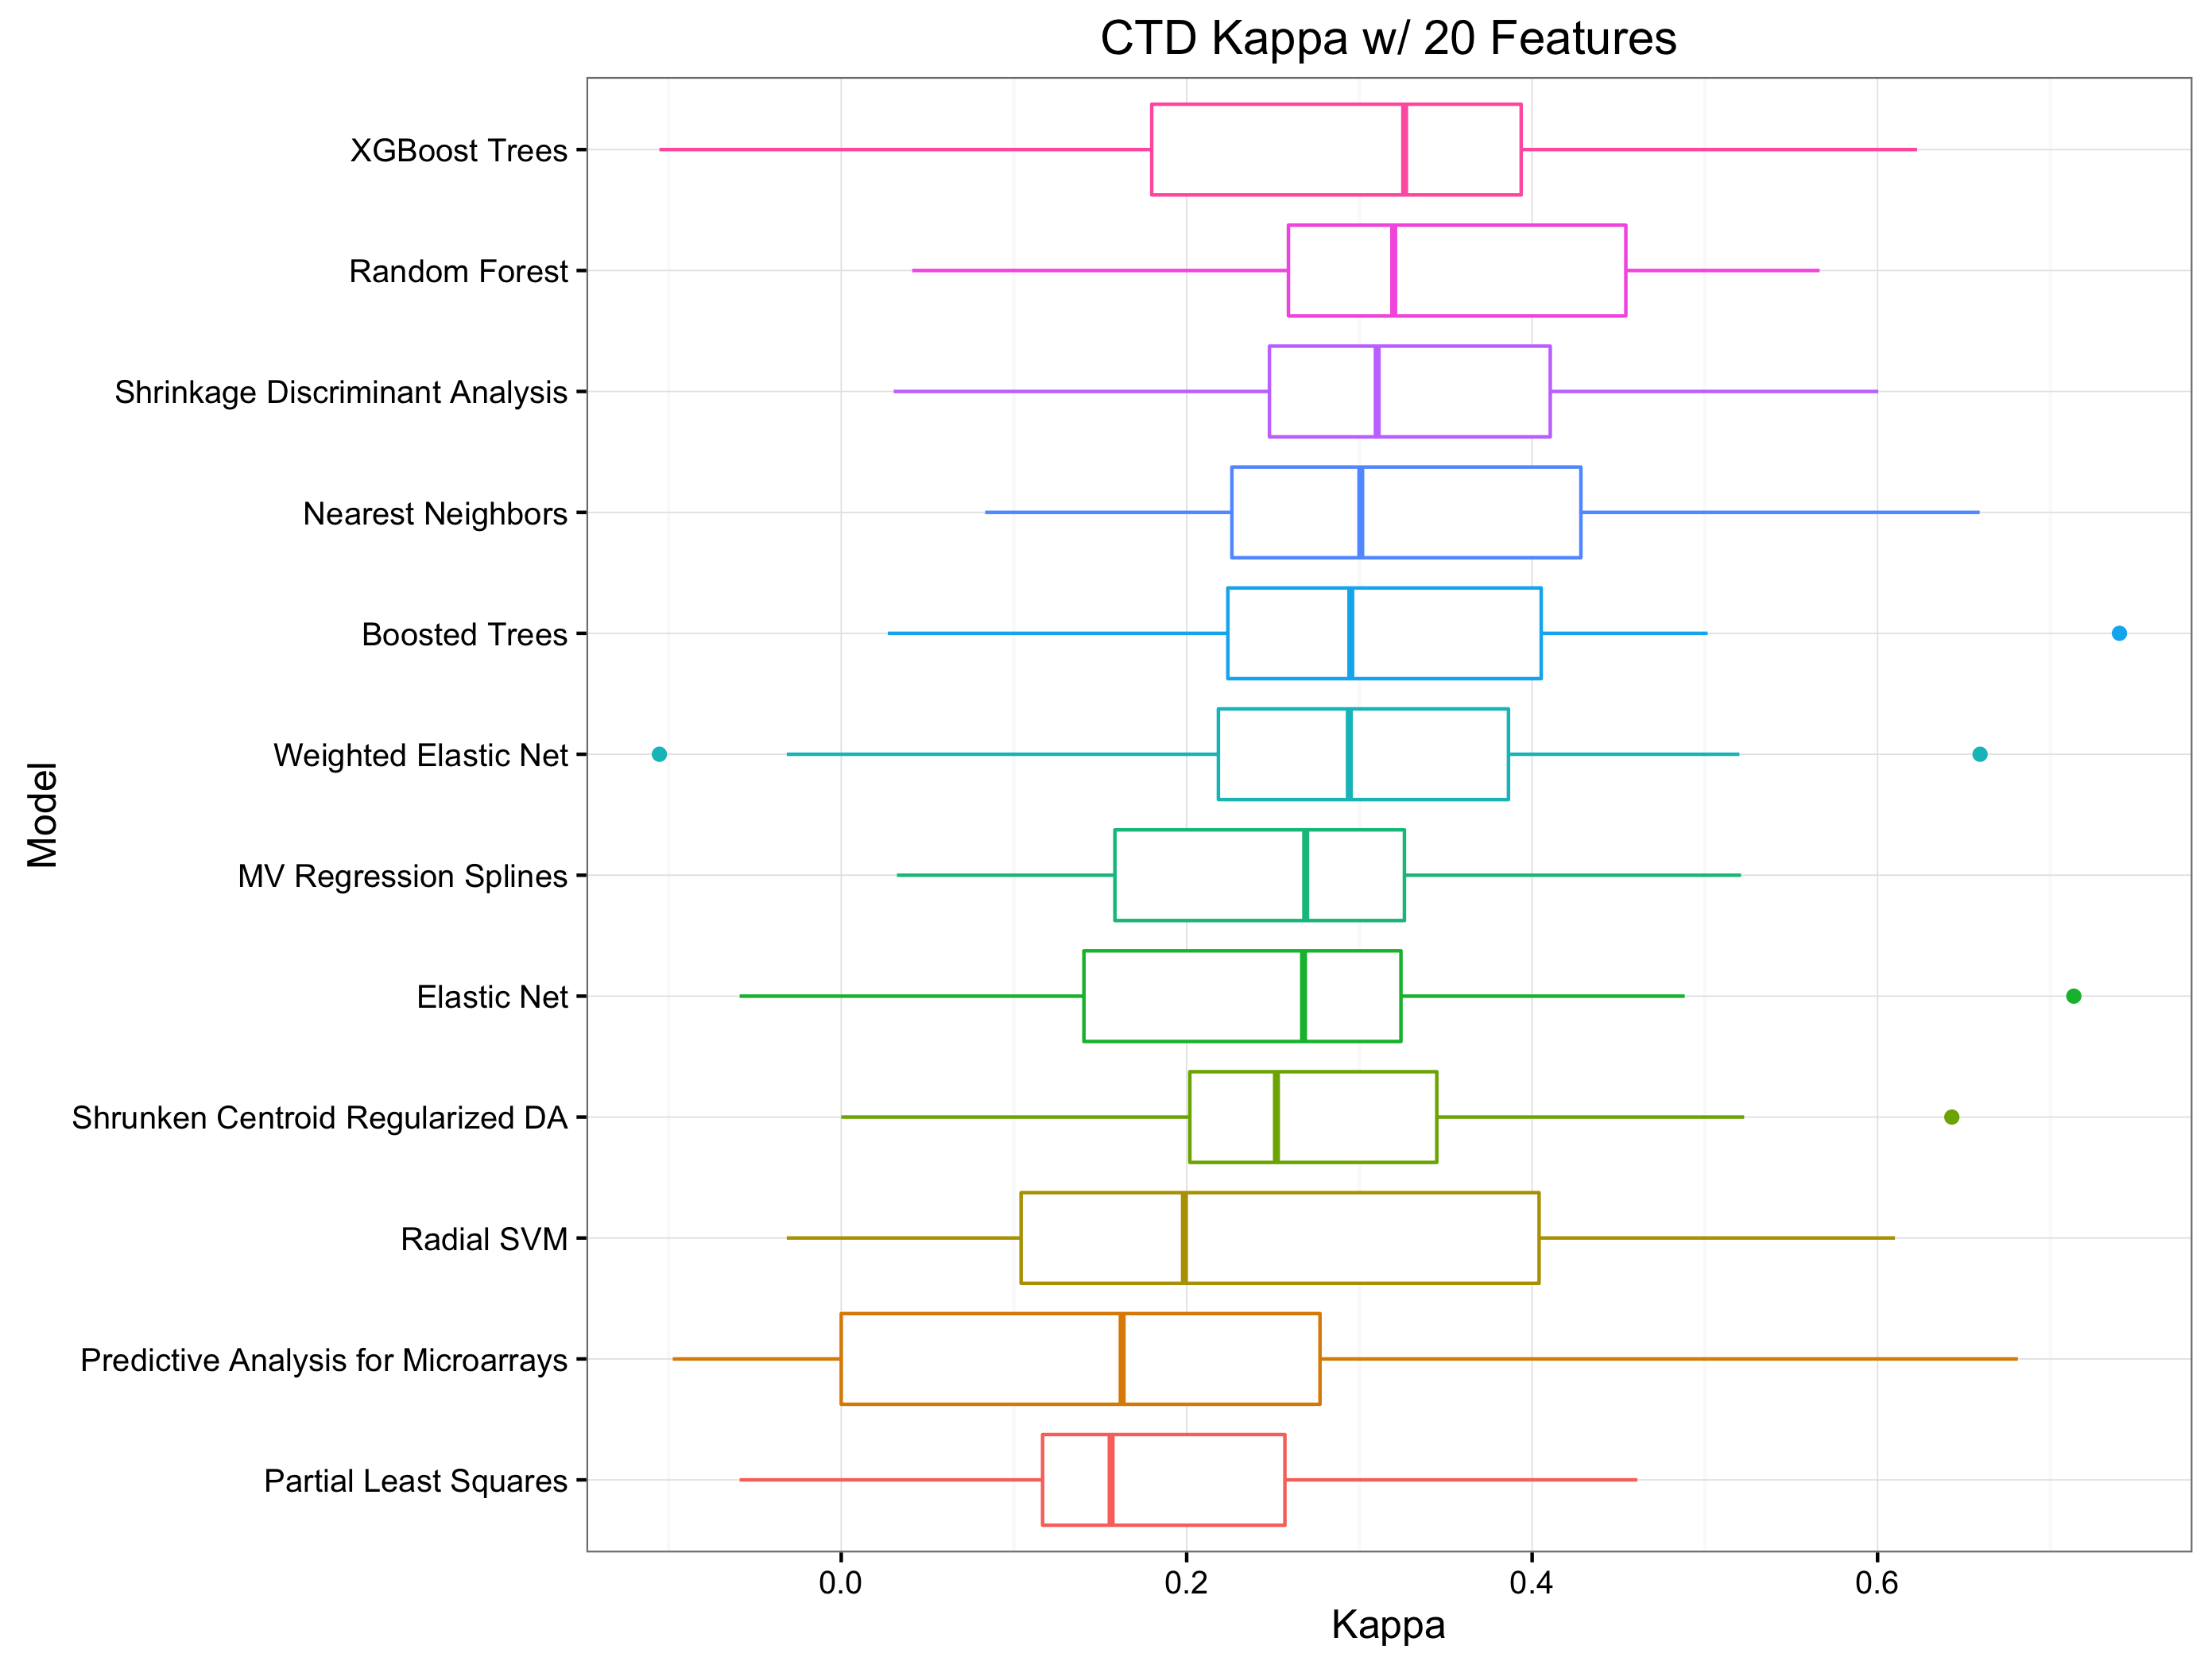 CTD Kappa w/ 20 Features
XGBoost Trees
Random Forest
Shrinkage Discriminant Analysis
Nearest Neighbors
Boosted Trees
Weighted Elastic Net
MV Regression Splines
Elastic Net
Shrunken Centroid Regularized DA
Radial SVM
Predictive Analysis for Microarrays
Partial Least Squares
Model
0.0 0.2 0.4 0.6
Kappa